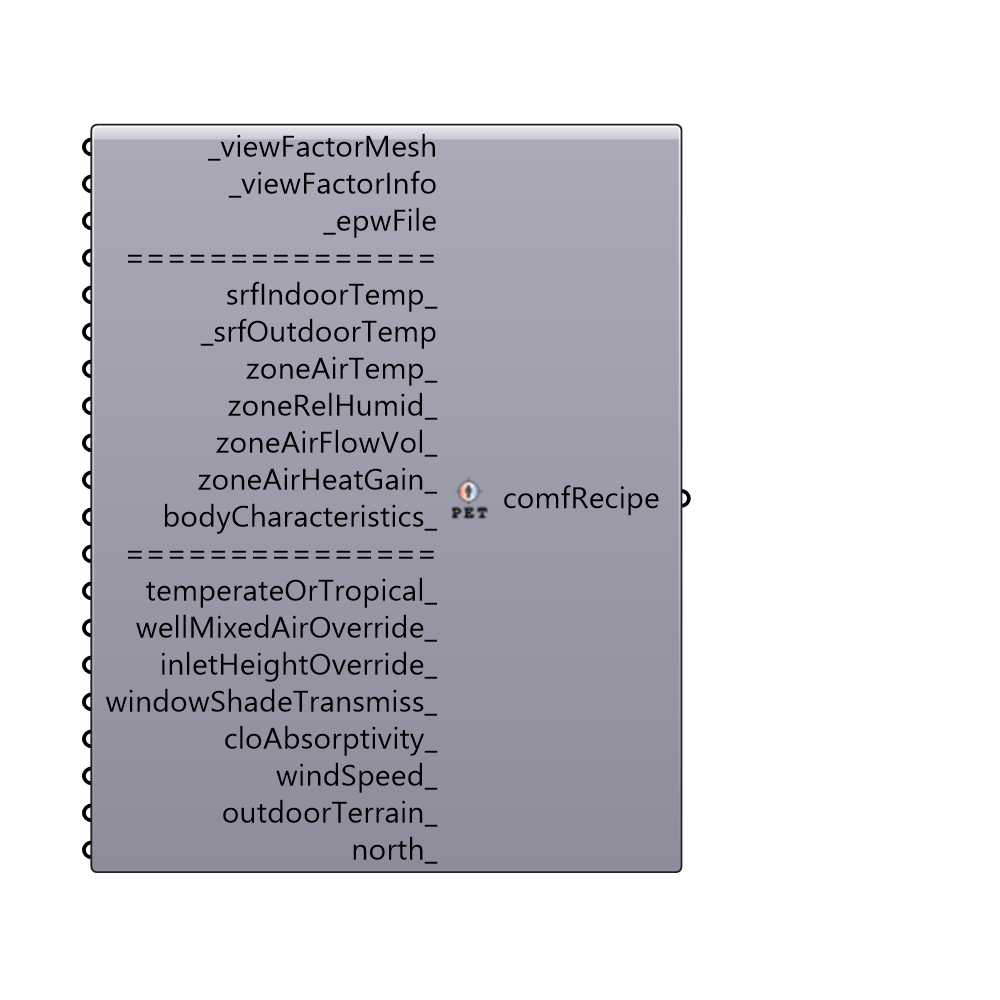 _viewFactorMesh
_viewFactorInfo
_epwFile
===============
srfIndoorTemp_
_srfOutdoorTemp
zoneAirTemp_
zoneRelHumid_
zoneAirFlowVol_
zoneAirHeatGain_
bodyCharacteristics_
===============
temperateOrTropical_
wellMixedAirOverride_
inletHeightOverride_
windowShadeTransmiss_
cloAbsorptivity_
windSpeed_
outdoorTerrain_
north_
PET
comfRecipe